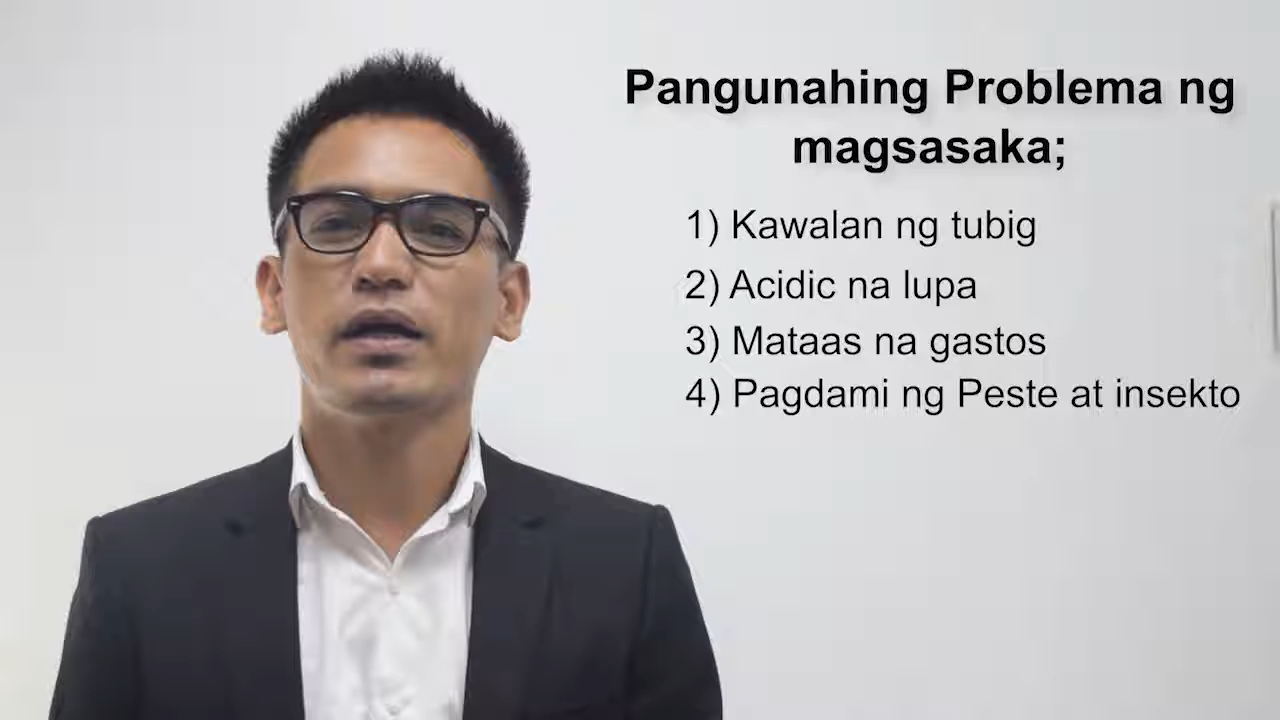 Pangunahing Problema ng
magsasaka;
1) Kawalan ng tubig
2) Acidic na lupa
3) Mataas na gastos
4) Pagdami ng Peste at insekto